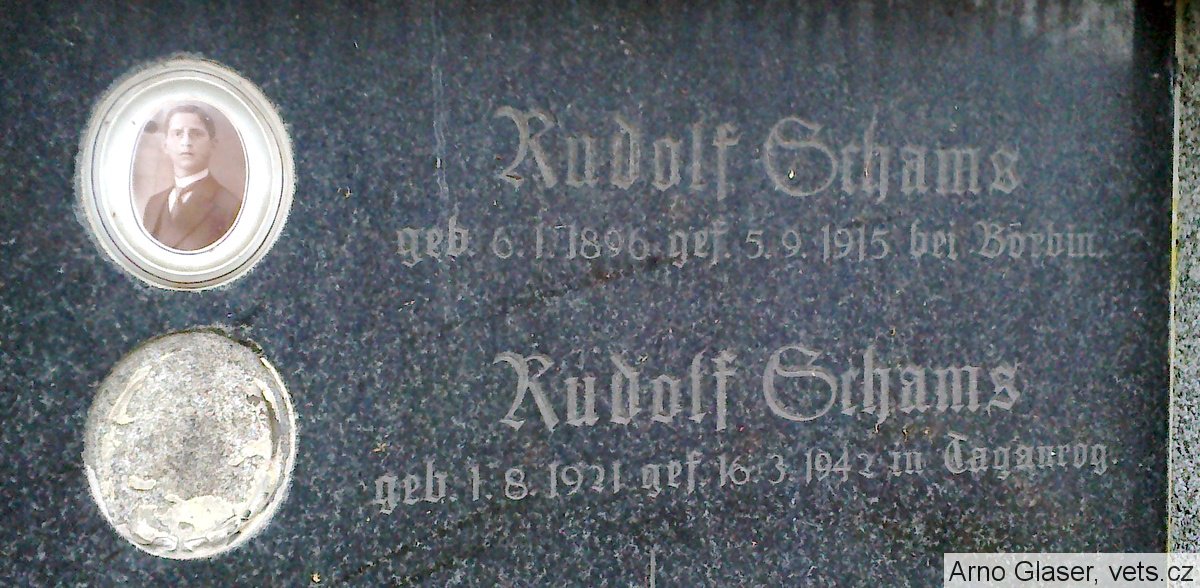 Rudolf Schams
geb. 6. 1. 1896 gef. 5. 9. 1915 bei Börbin.
Rudolf Schams
geb. 1. 8. 1921 gef. 16. 3. 1942 in Taganrog.
Arno Glaser, vets.cz